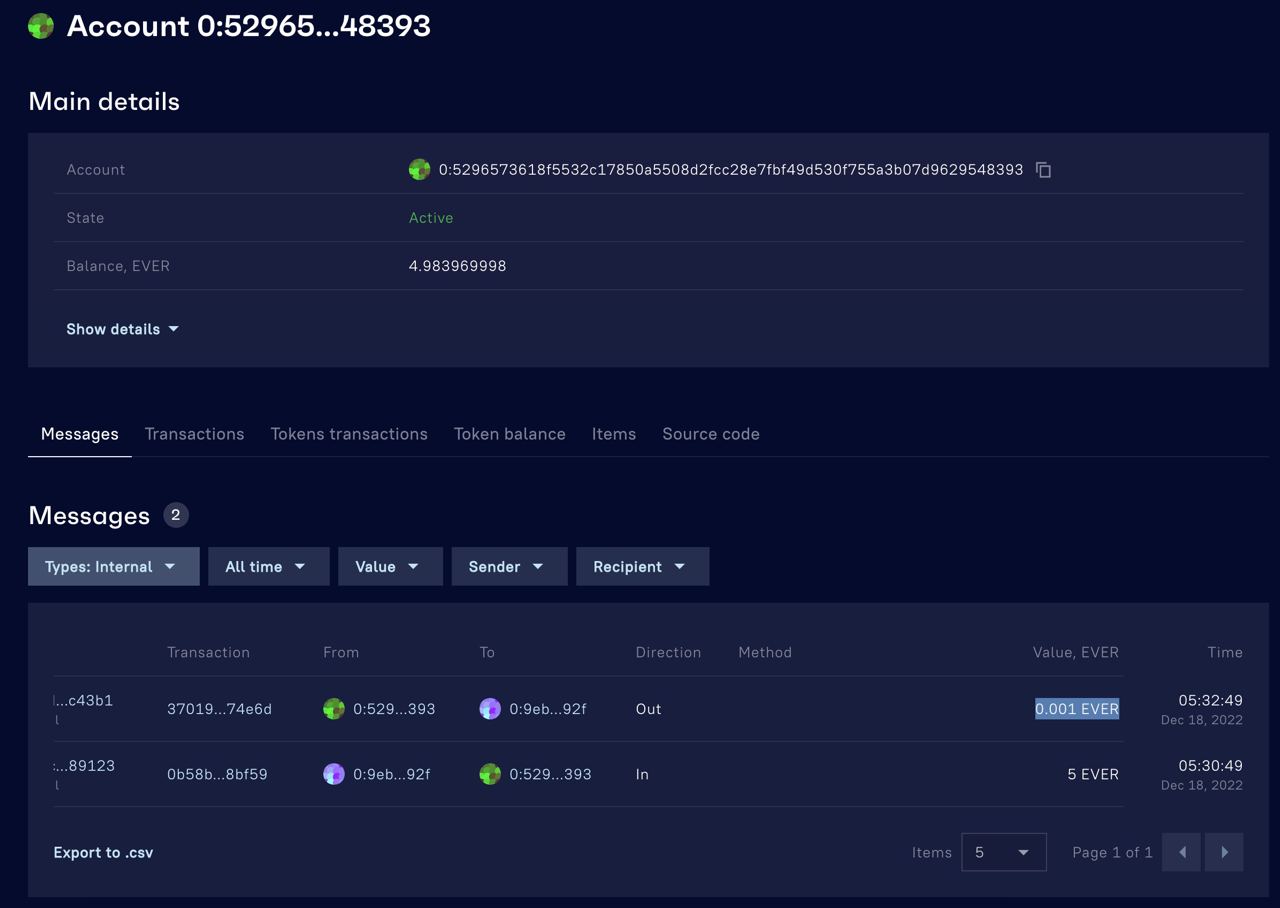 Account 0:52965...48393
Main details
Account 0:5296573618f5532c17850a5508d2fcc28e7fbf49d530f755a3b07d9629548393
State Active
Balance, EVER 4.983969998
Show details
Messages Transactions Tokens transactions Token balance Items Source code
Messages 2
Types: Internal All time Value Sender Recipient
Transaction From To Direction Method Value, EVER Time
...c43b1 37019...74e6d 0:529...393 0:9eb...92f Out 0.001 EVER 05:32:49
Dec 18, 2022
...89123 0b58b...8bf59 0:9eb...92f 0:529...393 In 5 EVER 05:30:49
Dec 18, 2022
Export to .csv Items 5 Page 1 of 1